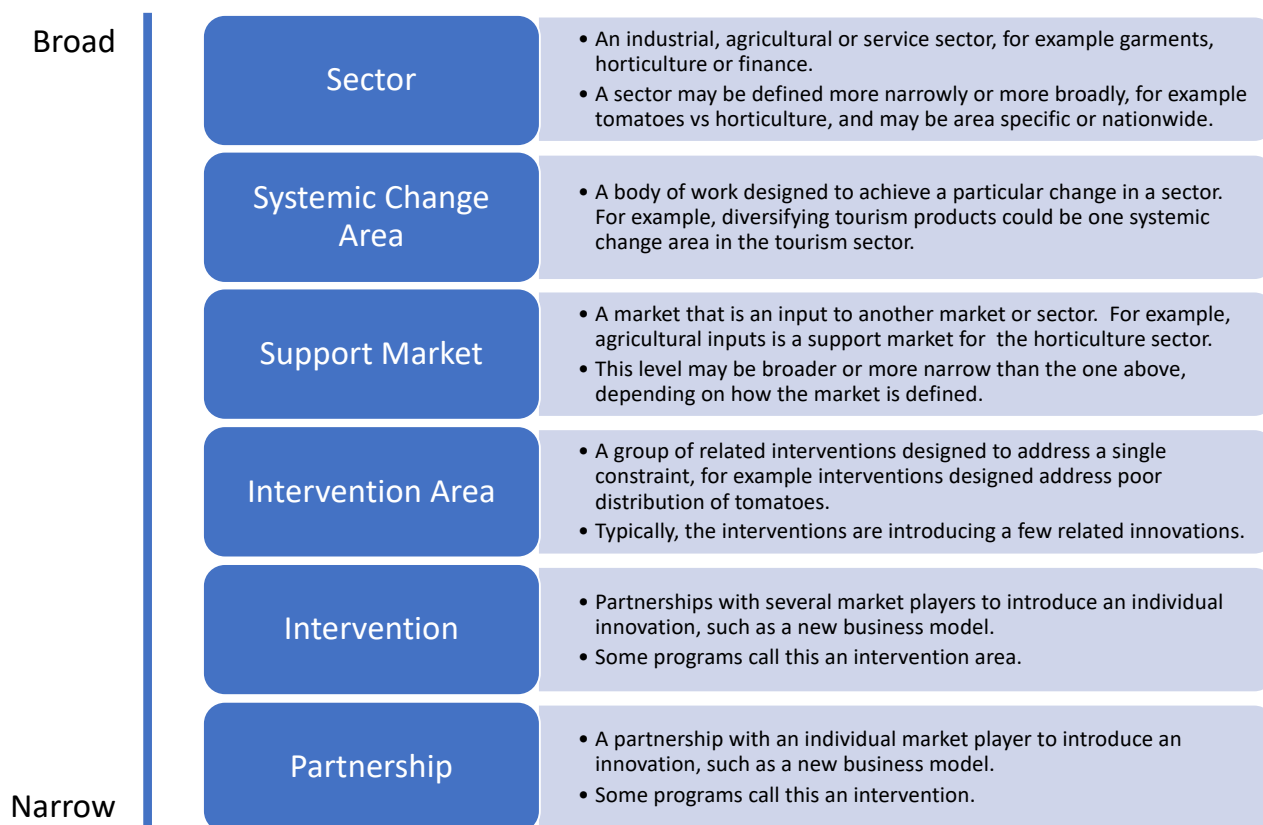 Broad
Sector
• An industrial, agricultural or service sector, for example garments,
horticulture or finance.
• A sector may be defined more narrowly or more broadly, for example
tomatoes vs horticulture, and may be area specific or nationwide.
Systemic Change
Area
• A body of work designed to achieve a particular change in a sector.
For example, diversifying tourism products could be one systemic
change area in the tourism sector.
Support Market
• A market that is an input to another market or sector.  For example,
agricultural inputs is a support market for  the horticulture sector.
• This level may be broader or more narrow than the one above,
depending on how the market is defined.
Intervention Area
• A group of related interventions designed to address a single
constraint, for example interventions designed address poor
distribution of tomatoes.
• Typically, the interventions are introducing a few related innovations.
Intervention
• Partnerships with several market players to introduce an individual
innovation, such as a new business model.
• Some programs call this an intervention area.
Partnership
• A partnership with an individual market player to introduce an
innovation, such as a new business model.
• Some programs call this an intervention.
Narrow